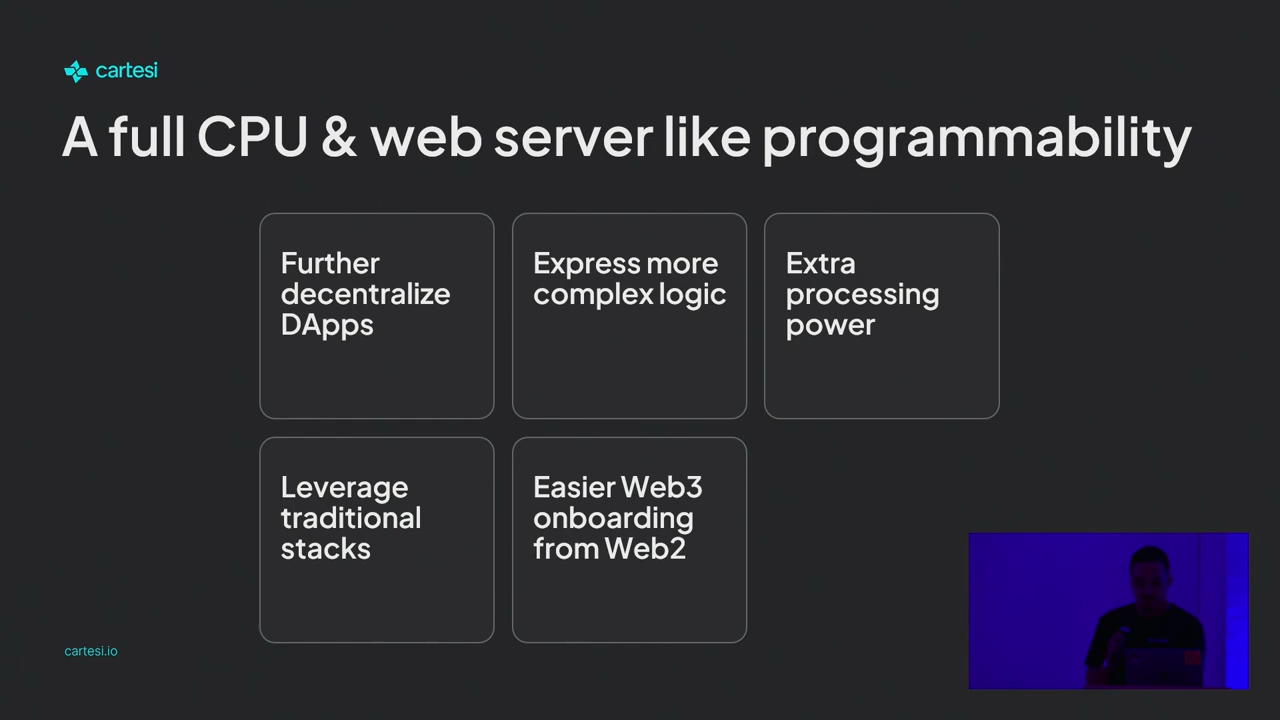 cartesi
A full CPU & web server like programmability
Further
decentralize
DApps
Express more
complex logic
Extra
processing
power
Leverage
traditional
stacks
Easier Web3
onboarding
from Web2
cartesi.io